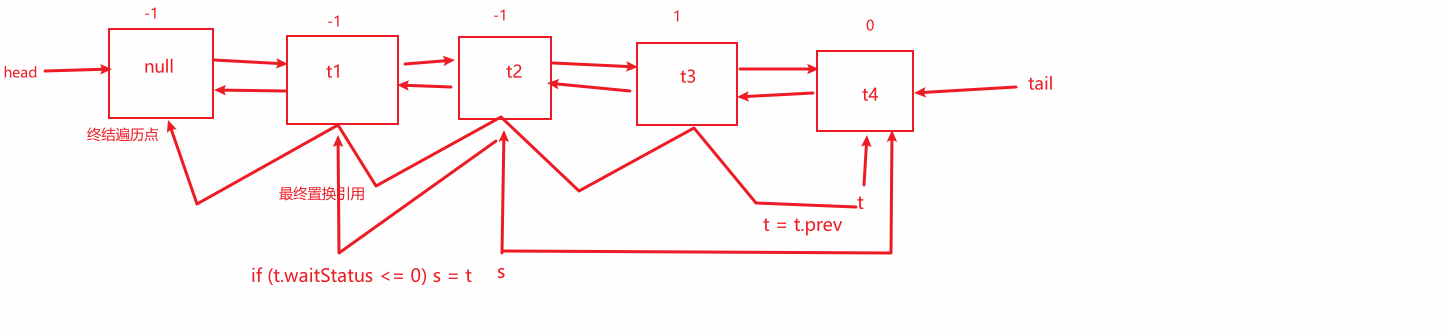 -1
-1
-1
1
0
head
null
t1
t2
t3
t4
tail
终结遍历点
最终置换引用
t
t = t.prev
if (t.waitStatus <= 0) s = t
s